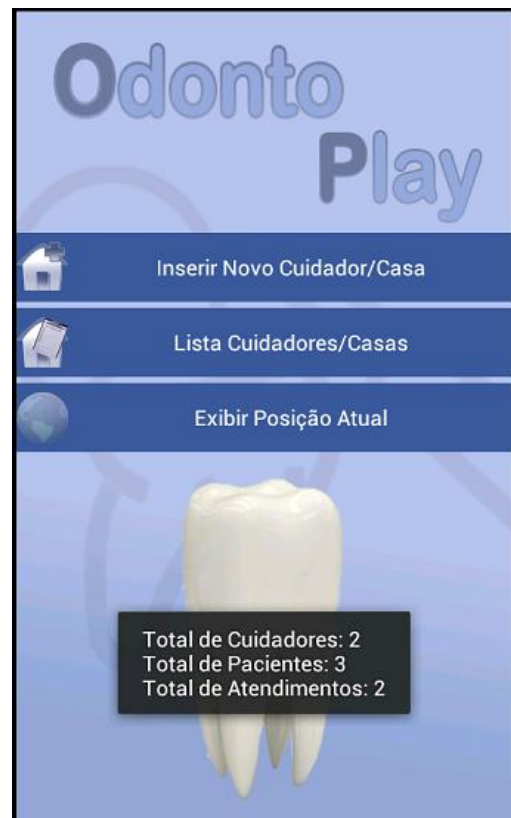 Odonto
Play
Inserir Novo Cuidador/Casa
Lista Cuidadores/Casas
Exibir Posição Atual
Total de Cuidadores: 2
Total de Pacientes: 3
Total de Atendimentos: 2